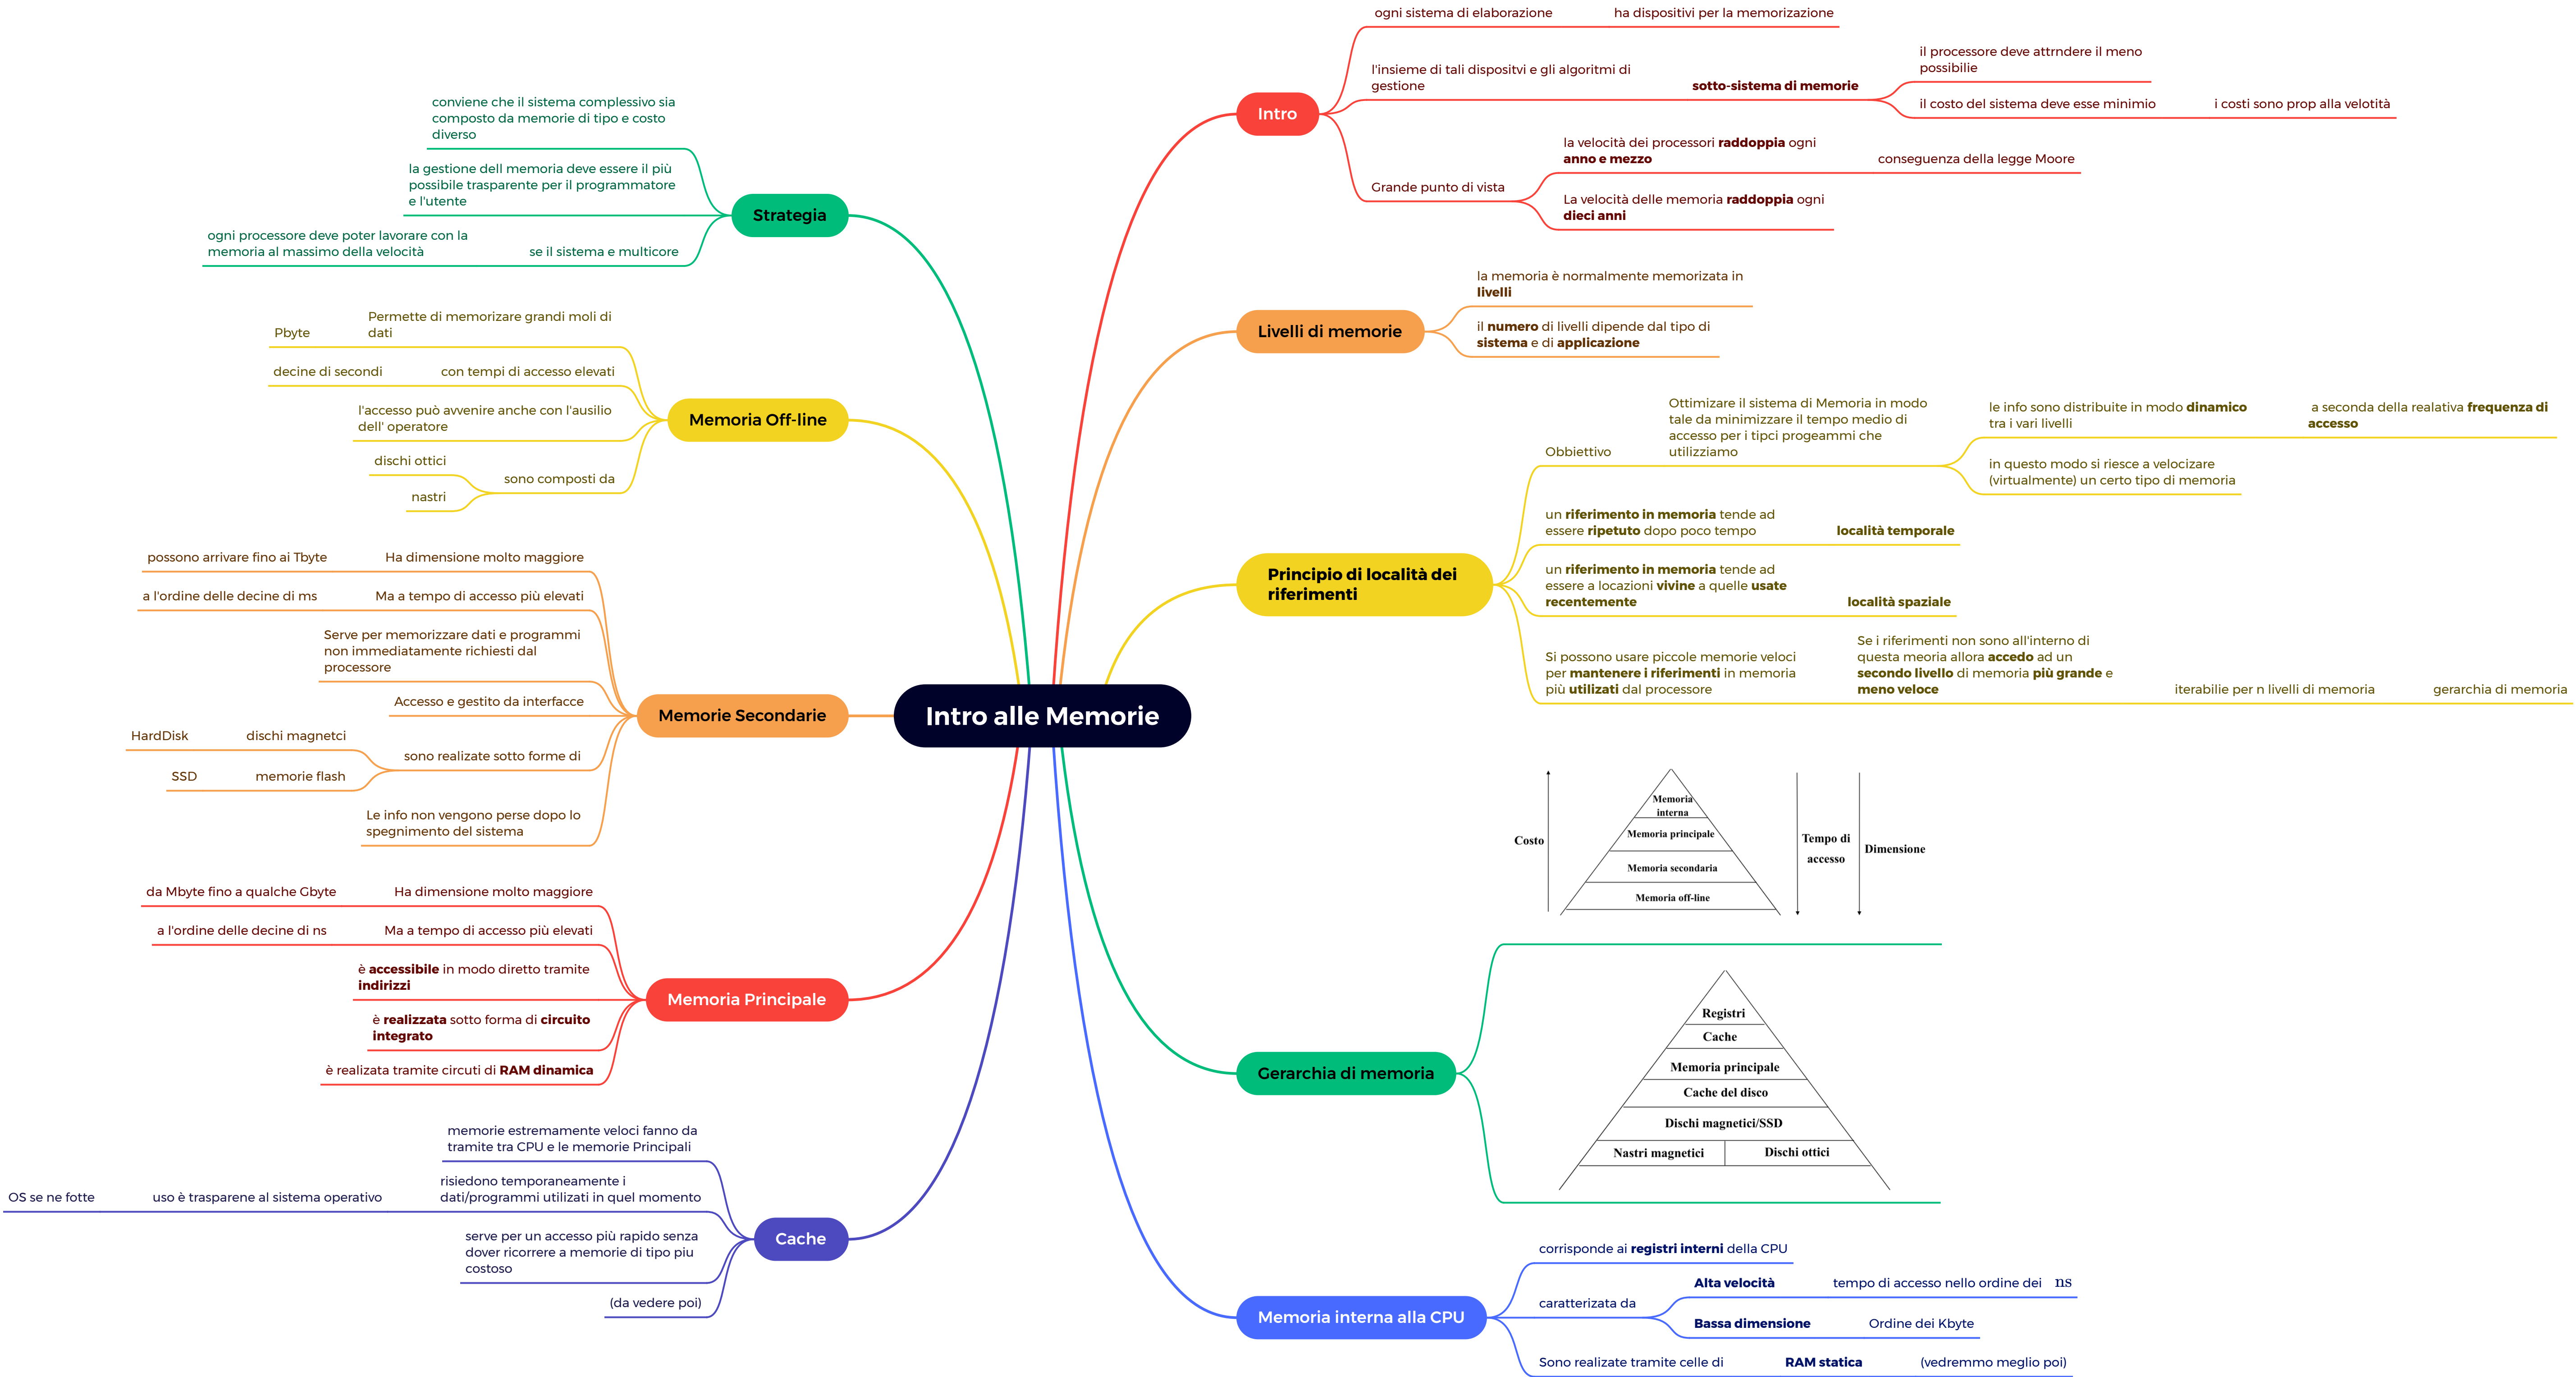 Intro alle Memorie
Intro
ogni sistema di elaborazione
ha dispositivi per la memorizazione
l'insieme di tali dispositvi e gli algoritmi di
gestione
sotto-sistema di memorie
il processore deve attrndere il meno
possibilie
il costo del sistema deve esse minimio
i costi sono prop alla velotità
Grande punto di vista
la velocità dei processori raddoppia ogni
anno e mezzo
conseguenza della legge Moore
La velocità delle memoria raddoppia ogni
dieci anni
Livelli di memorie
la memoria è normalmente memorizata in
livelli
il numero di livelli dipende dal tipo di
sistema e di applicazione
Principio di località dei
riferimenti
Obbiettivo
Ottimizare il sistema di Memoria in modo
tale da minimizzare il tempo medio di
accesso per i tipci progeammi che
utilizziamo
le info sono distribuite in modo dinamico
tra i vari livelli
a seconda della realativa frequenza di
accesso
in questo modo si riesce a velocizare
(virtualmente) un certo tipo di memoria
un riferimento in memoria tende ad
essere ripetuto dopo poco tempo
località temporale
un riferimento in memoria tende ad
essere a locazioni vivine a quelle usate
recentemente
località spaziale
Si possono usare piccole memorie veloci
per mantenere i riferimenti in memoria
più utilizati dal processore
Se i riferimenti non sono all'interno di
questa meoria allora accedo ad un
secondo livello di memoria più grande e
meno veloce
iterabilie per n livelli di memoria
gerarchia di memoria
Gerarchia di memoria
Costo
Memoria
interna
Memoria principale
Memoria secondaria
Memoria off-line
Tempo di
accesso
Dimensione
Registri
Cache
Memoria principale
Cache del disco
Dischi magnetici/SSD
Nastri magnetici
Dischi ottici
Memoria interna alla CPU
corrisponde ai registri interni della CPU
caratterizata da
Alta velocità
tempo di accesso nello ordine dei ns
Bassa dimensione
Ordine dei Kbyte
Sono realizate tramite celle di
RAM statica
(vedremmo meglio poi)
Strategia
conviene che il sistema complessivo sia
composto da memorie di tipo e costo
diverso
la gestione dell memoria deve essere il più
possibile trasparente per il programmatore
e l'utente
ogni processore deve poter lavorare con la
memoria al massimo della velocità
se il sistema e multicore
Memoria Off-line
Permette di memorizare grandi moli di
dati
Pbyte
con tempi di accesso elevati
decine di secondi
l'accesso può avvenire anche con l'ausilio
dell' operatore
sono composti da
dischi ottici
nastri
Memorie Secondarie
Ha dimensione molto maggiore
possono arrivare fino ai Tbyte
Ma a tempo di accesso più elevati
a l'ordine delle decine di ms
Serve per memorizzare dati e programmi
non immediatamente richiesti dal
processore
Accesso e gestito da interfacce
sono realizate sotto forme di
dischi magnetci
HardDisk
memorie flash
SSD
Le info non vengono perse dopo lo
spegnimento del sistema
Memoria Principale
Ha dimensione molto maggiore
da Mbyte fino a qualche Gbyte
Ma a tempo di accesso più elevati
a l'ordine delle decine di ns
è accessibile in modo diretto tramite
indirizzi
è realizzata sotto forma di circuito
integrato
è realizata tramite circuti di RAM dinamica
Cache
memorie estremamente veloci fanno da
tramite tra CPU e le memorie Principali
risiedono temporaneamente i
dati/programmi utilizati in quel momento
uso è trasparene al sistema operativo
OS se ne fotte
serve per un accesso più rapido senza
dover ricorrere a memorie di tipo piu
costoso
(da vedere poi)